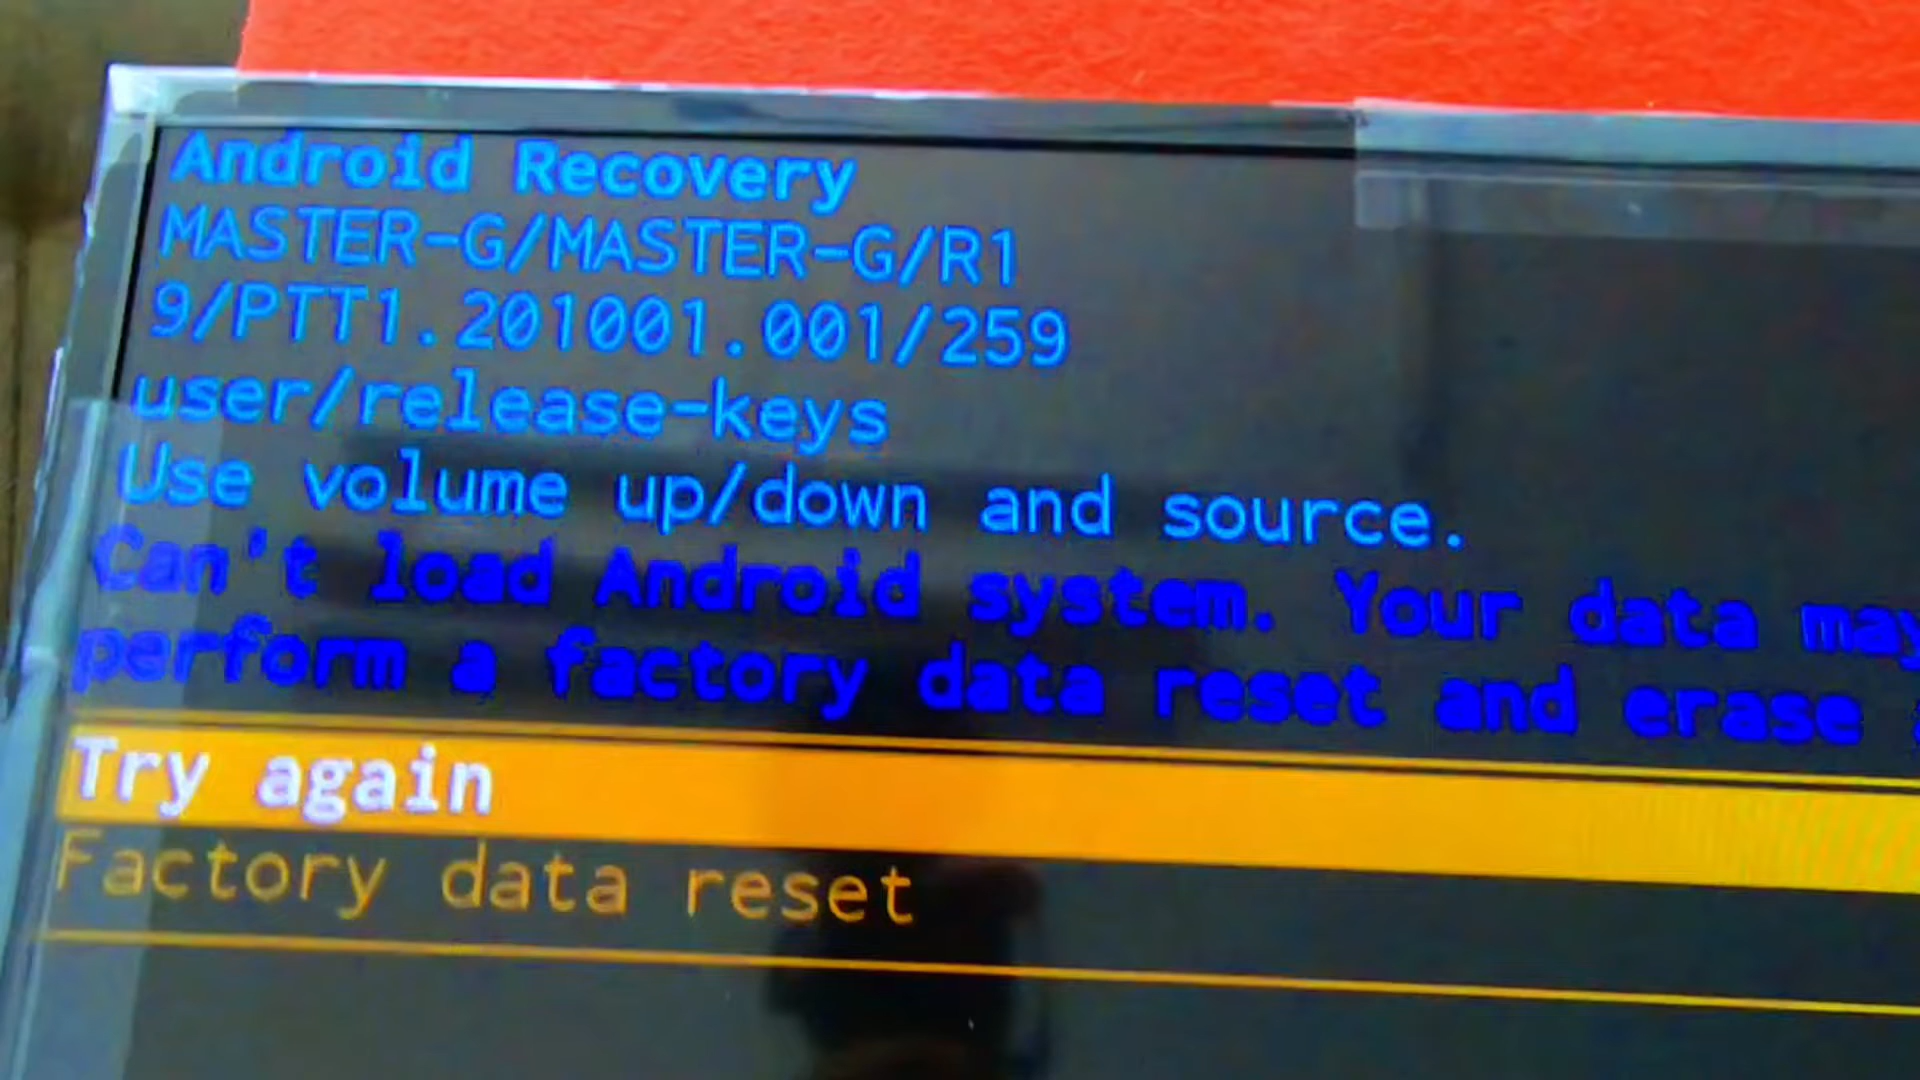 Android Recovery
MASTER-G/MASTER-G/R1
9/PTT1.201001.001/259
user/release-keys
Use volume up/down and source.
Can't load Android system. Your data may
perform a factory data reset and erase
Try again
Factory data reset